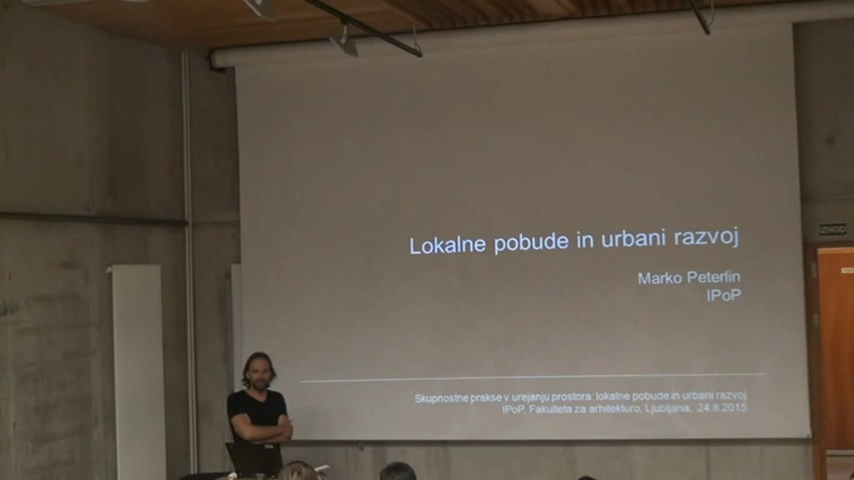 Lokalne pobude in urbani razvoj
Marko Peterlin
IPoP
Skupnostne prakse v urejanju prostora: lokalne pobude in urbani razvoj
IPoP, Fakulteta za arhitekturo, Ljubljana, 24.8.2015
IZHOD